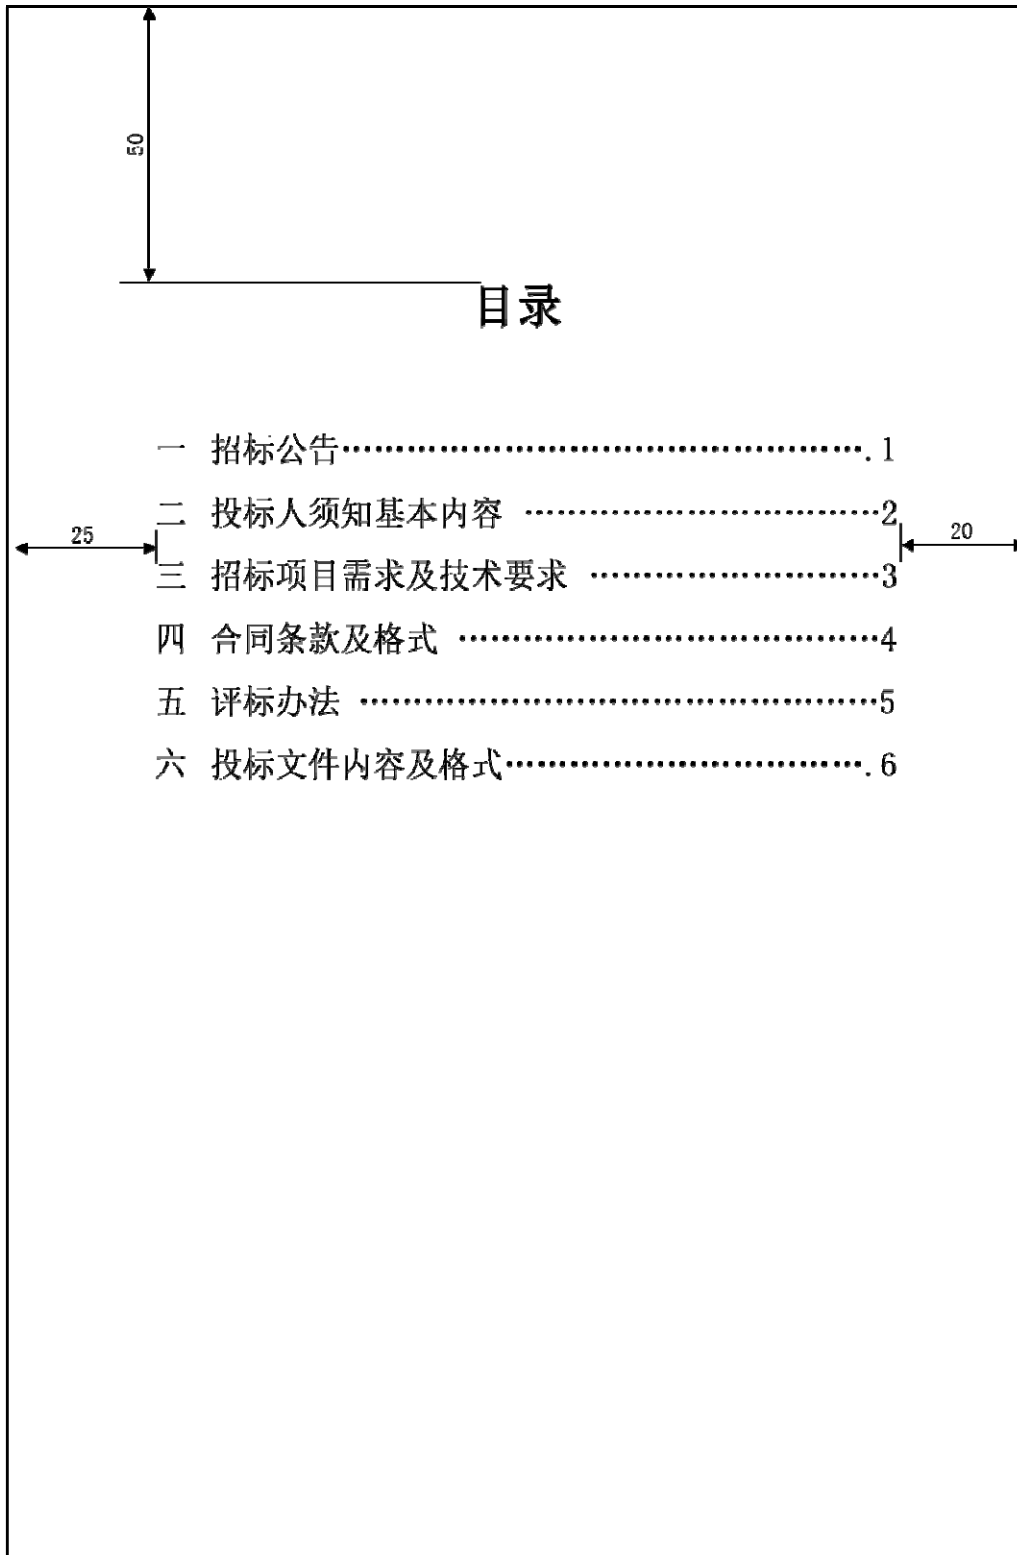 50
目录
一 招标公告…………………………………………. 1
二 投标人须知基本内容 ……………………………2
25
20
三 招标项目需求及技术要求 ………………………3
四 合同条款及格式 …………………………………4
五 评标办法 …………………………………………5
六 投标文件内容及格式……………………………. 6